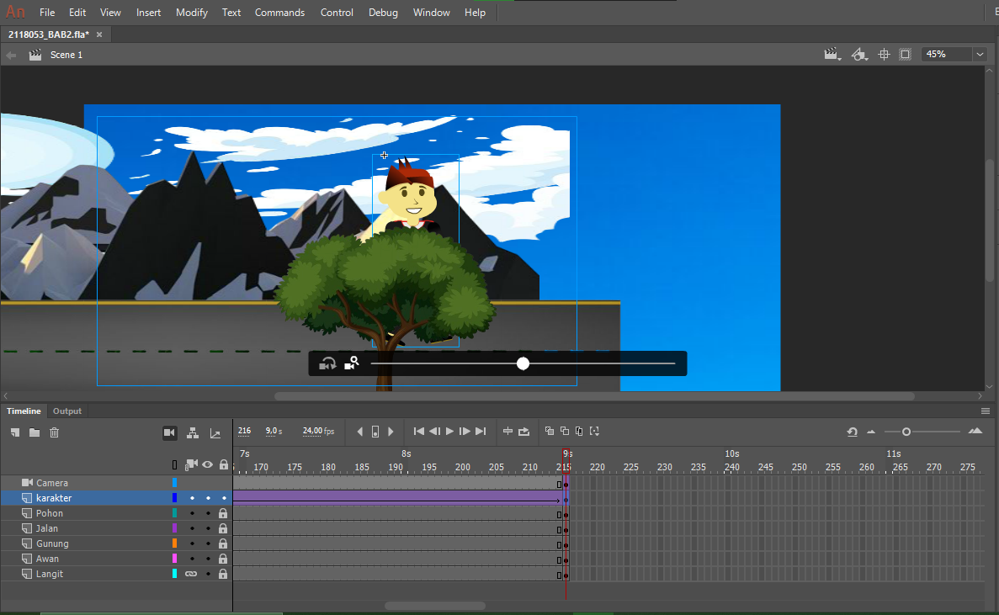 An File Edit View Insert Modify Text Commands Control Debug Window Help
2118053_BAB2.fla* ×
Scene 1 45%
Timeline Output
216 9,0 s 24,00 fps
7s 8s 9s 10s 11s
170 175 180 185 190 195 200 205 210 215 220 225 230 235 240 245 250 255 260 265 270 275
Camera
karakter
Pohon
Jalan
Gunung
Awan
Langit